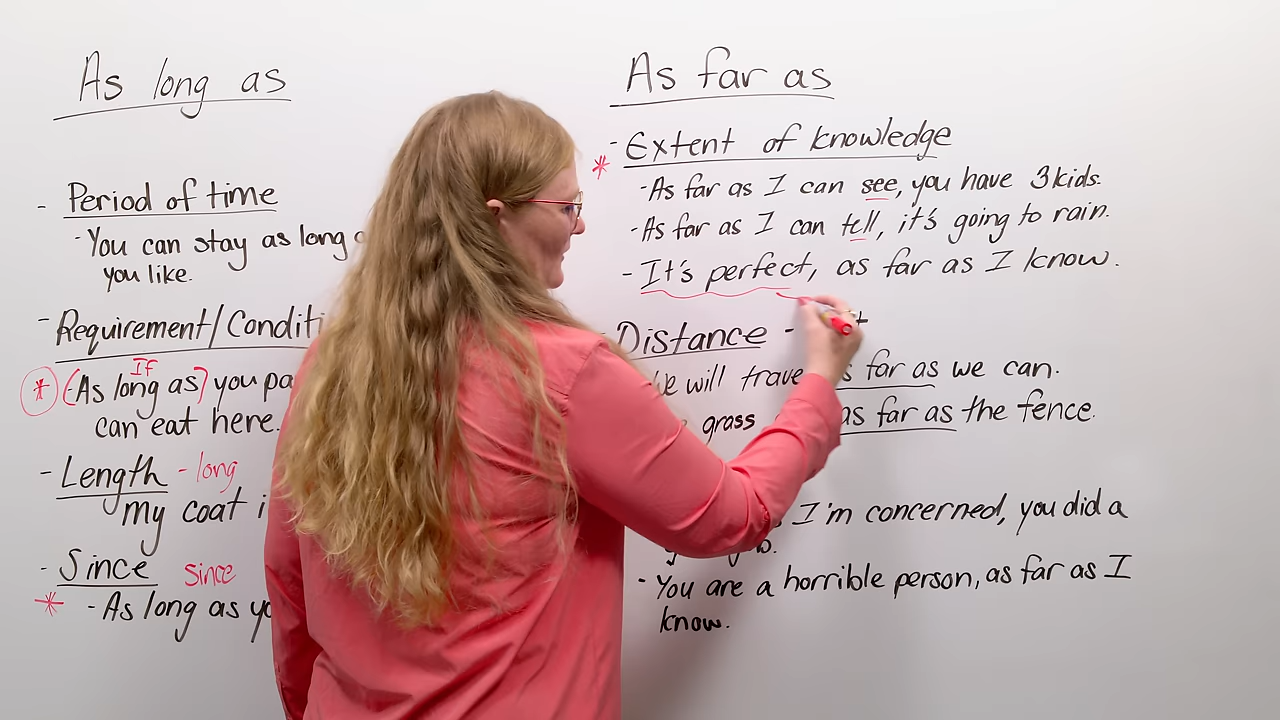 As long as
- Period of time
- You can stay as long
you like.
- Requirement/Conditi
If
* (As long as) you pa
can eat here.
- Length - long
my coat i
- Since since
* - As long as yo
As far as
- Extent of knowledge
* - As far as I can see, you have 3 kids.
- As far as I can tell, it's going to rain.
- It's perfect, as far as I know.
Distance -
We will trave s far as we can.
grass as far as the fence.
I'm concerned, you did a
- You are a horrible person, as far as I
know.